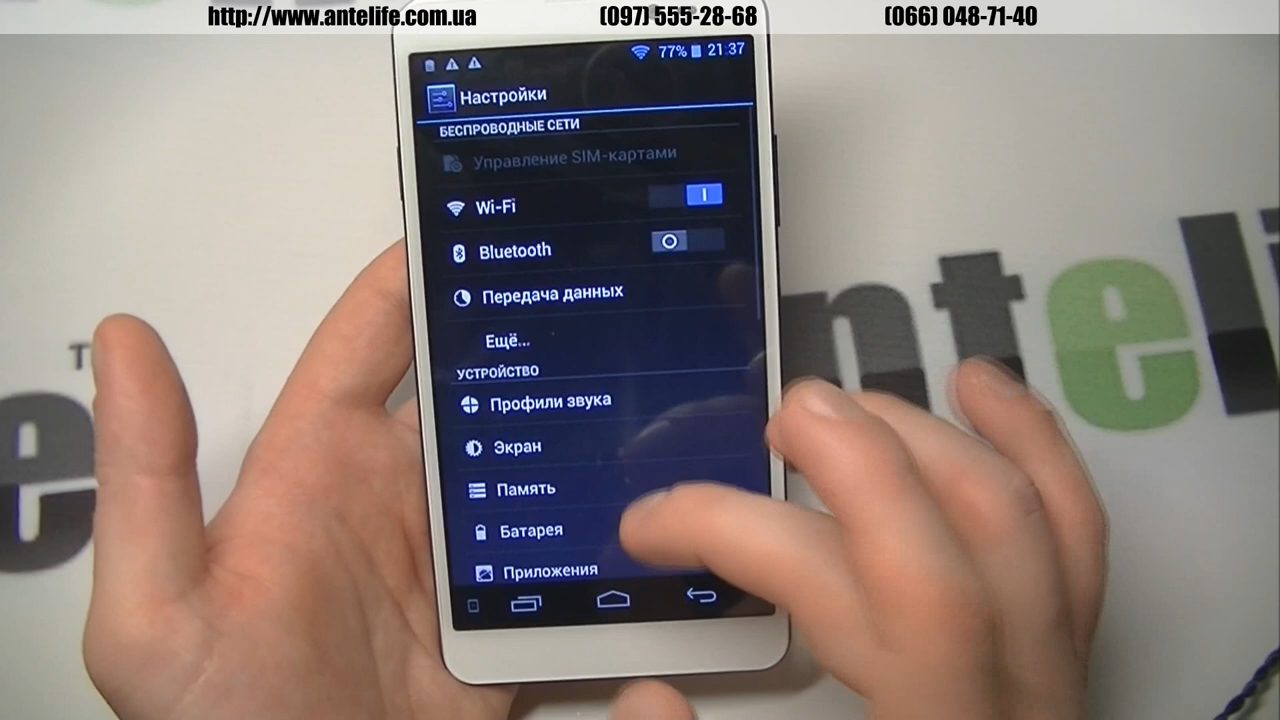 http://www.antelife.com.ua (097) 555-28-68 (066) 048-71-40
77% 21:37
Настройки
БЕСПРОВОДНЫЕ СЕТИ
Управление SIM-картами
Wi-Fi
Bluetooth
Передача данных
Ещё...
УСТРОЙСТВО
Профили звука
Экран
Память
Батарея
Приложения
anteli
e